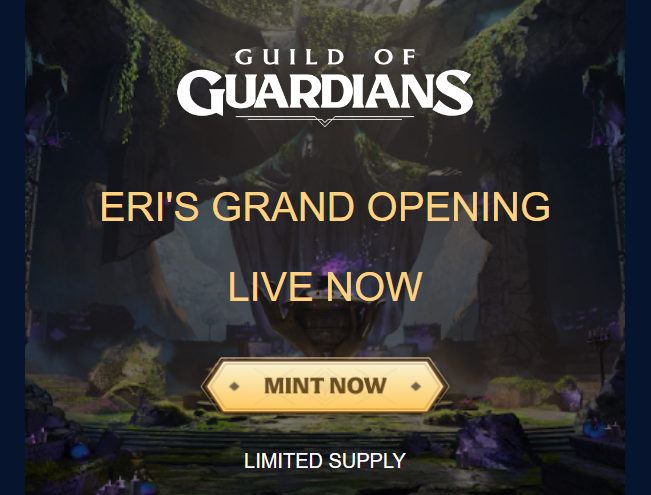 GUILD OF
GUARDIANS
ERI'S GRAND OPENING
LIVE NOW
MINT NOW
LIMITED SUPPLY